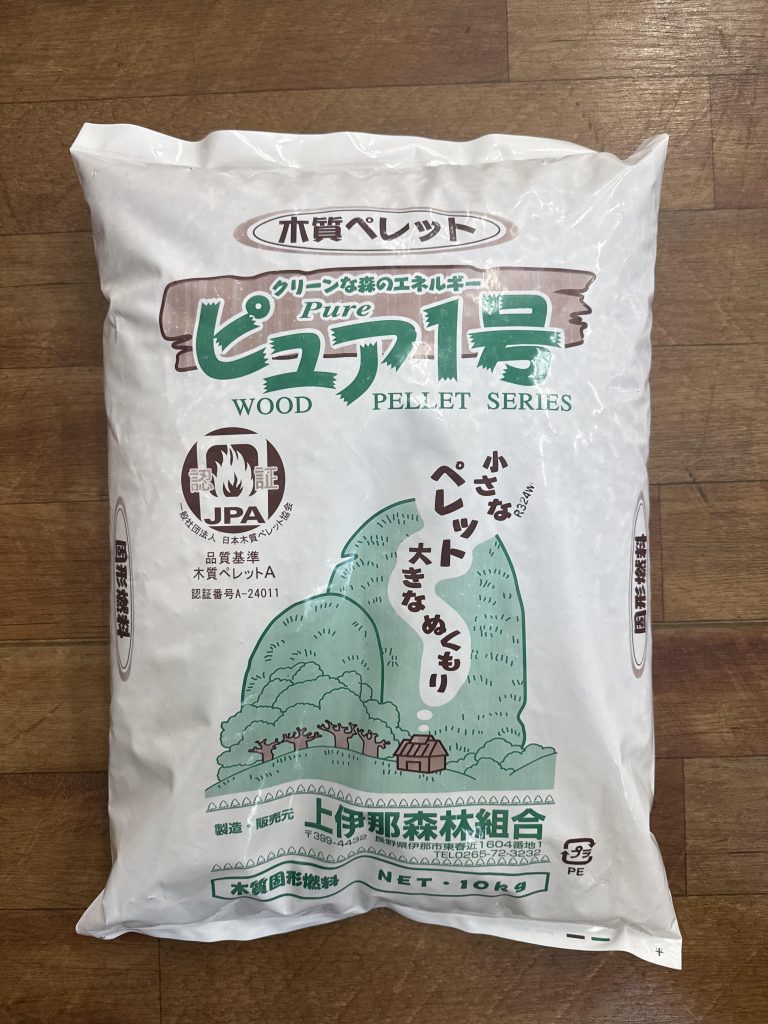 木質ペレット
クリーンな森のエネルギー
Pure
ピュア1号
WOOD PELLET SERIES
認証
JPA
一般社団法人 日本木質ペレット協会
品質基準
木質ペレットA
認証番号A-24011
小さな
ペレット
大きな
ぬくもり
R324W
固形燃料
固形燃料
製造・販売元 上伊那森林組合
〒399-4432 長野県伊那市東春近1604番地1
TEL0265-72-3232
プラ
PE
木質固形燃料 NET・10kg